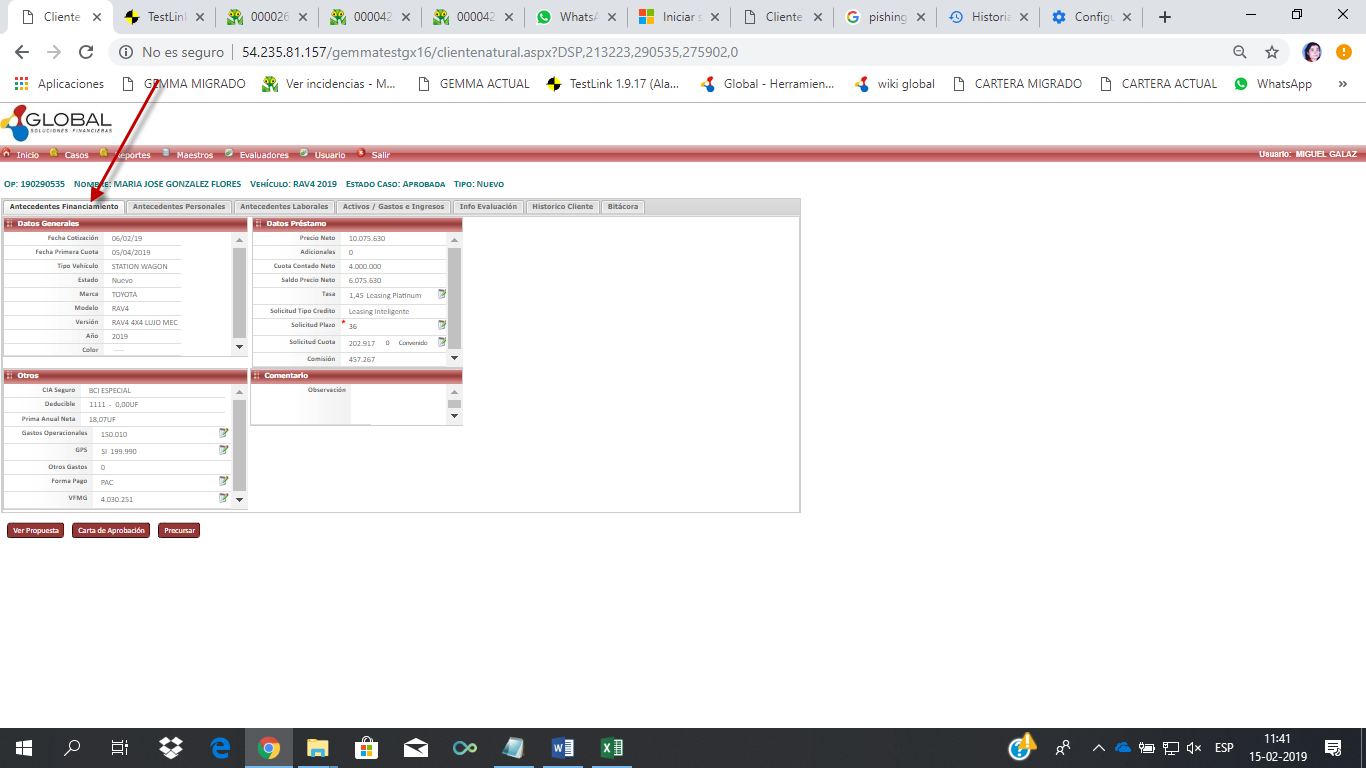 Cliente
TestLink
000026
000042
000042
WhatsA
Iniciar s
Cliente
pishing
Historia
Configu
No es seguro
54.235.81.157/gemmatestgx16/clientenatural.aspx?DSP,213223,290535,275902,0
Aplicaciones
GEMMA MIGRADO
Ver incidencias - M...
GEMMA ACTUAL
TestLink 1.9.17 (Ala...
Global - Herramien...
wiki global
CARTERA MIGRADO
CARTERA ACTUAL
WhatsApp
»
GLOBAL
SOLUCIONES FINANCIERAS
Inicio
Casos
Reportes
Maestros
Evaluadores
Usuario
Salir
Usuario: MIGUEL GALAZ
Op: 190290535 Nombre: MARIA JOSE GONZALEZ FLORES Vehículo: RAV4 2019 Estado Caso: Aprobada Tipo: Nuevo
Antecedentes Financiamiento
Antecedentes Personales
Antecedentes Laborales
Activos / Gastos e Ingresos
Info Evaluación
Historico Cliente
Bitácora
Datos Generales
Fecha Cotización 06/02/19
Fecha Primera Cuota 05/04/2019
Tipo Vehículo STATION WAGON
Estado Nuevo
Marca TOYOTA
Modelo RAV4
Versión RAV4 4X4 LUJO MEC
Año 2019
Color ----
Datos Préstamo
Precio Neto 10.075.630
Adicionales 0
Cuota Contado Neto 4.000.000
Saldo Precio Neto 6.075.630
Tasa 1,45 Leasing Platinum
Solicitud Tipo Credito Leasing Inteligente
Solicitud Plazo * 36
Solicitud Cuota 202.917 0 Convenido
Comisión 457.267
Otros
CIA Seguro BCI ESPECIAL
Deducible 1111 - 0,00UF
Prima Anual Neta 18,07UF
Gastos Operacionales 150.010
GPS SI 199.990
Otros Gastos 0
Forma Pago PAC
VFMG 4.030.251
Comentario
Observación
Ver Propuesta
Carta de Aprobación
Precursar
ESP
11:41
15-02-2019